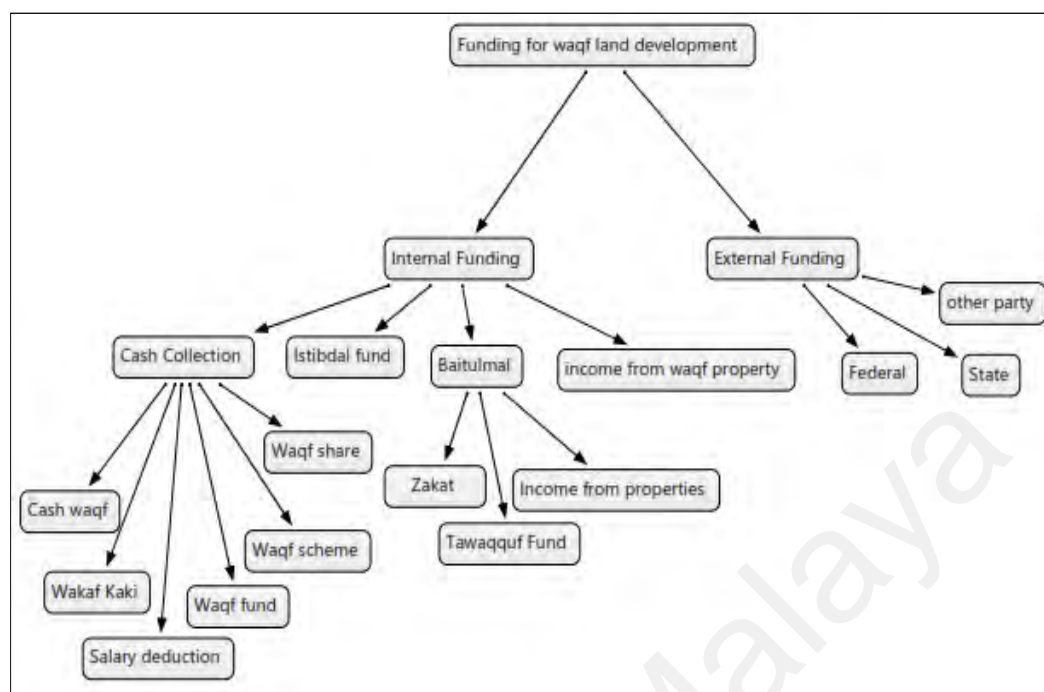 Funding for waqf land development
Internal Funding
External Funding
other party
Cash Collection
Istibdal fund
Baitulmal
income from waqf property
Federal
State
Waqf share
Zakat
Income from properties
Cash waqf
Waqf scheme
Tawaqquf Fund
Wakaf Kaki
Waqf fund
Salary deduction
Malaya